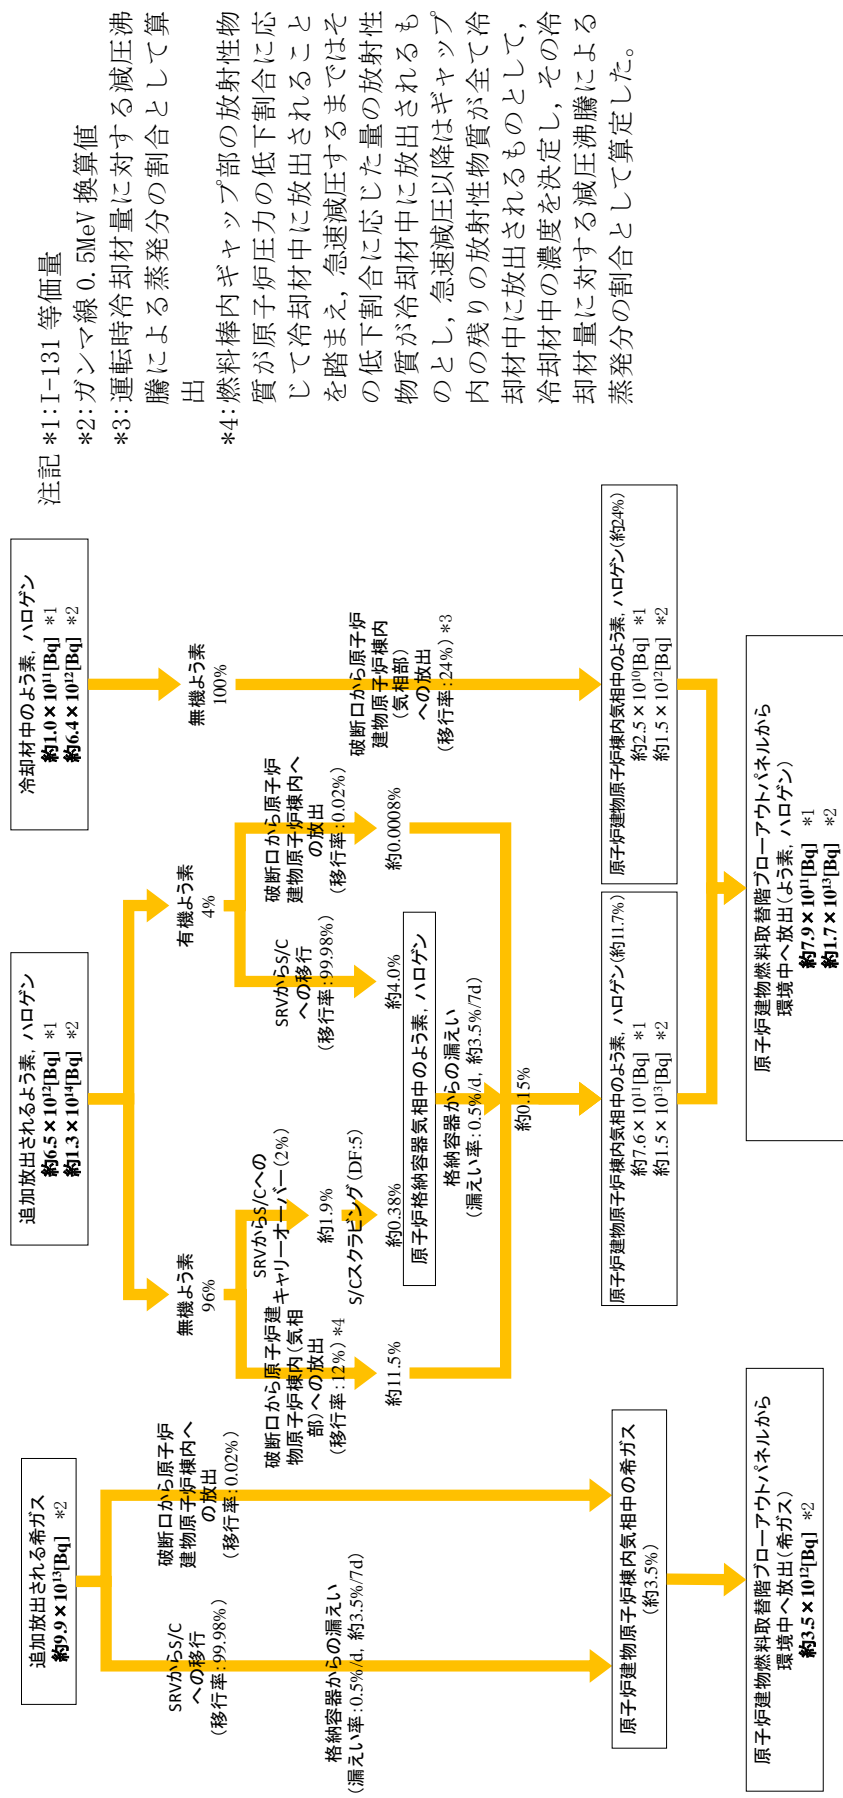 追加放出される希ガス
約9.9×10¹³[Bq] *2
SRVからS/C
への移行
(移行率:99.98%)
破断口から原子炉
建物原子炉棟内へ
の放出
(移行率:0.02%)
格納容器からの漏えい
(漏えい率:0.5%/d, 約3.5%/7d)
原子炉建物原子炉棟内気相中の希ガス
(約3.5%)
原子炉建物燃料取替階ブローアウトパネルから
環境中へ放出(希ガス)
約3.5×10¹²[Bq] *2
追加放出されるよう素, ハロゲン
約6.5×10¹²[Bq] *1
約1.3×10¹⁴[Bq] *2
無機よう素
96%
有機よう素
4%
破断口から原子炉建
物原子炉棟内(気相
部)への放出
(移行率:12%) *4
SRVからS/Cへの
キャリーオーバー(2%)
SRVからS/C
への移行
(移行率:99.98%)
破断口から原子炉
建物原子炉棟内へ
の放出
(移行率:0.02%)
約1.9%
S/Cスクラビング(DF:5)
約11.5%
約0.38%
約4.0%
約0.0008%
原子炉格納容器気相中のよう素, ハロゲン
格納容器からの漏えい
(漏えい率:0.5%/d, 約3.5%/7d)
約0.15%
原子炉建物原子炉棟内気相中のよう素, ハロゲン(約11.7%)
約7.6×10¹¹[Bq] *1
約1.5×10¹³[Bq] *2
冷却材中のよう素, ハロゲン
約1.0×10¹¹[Bq] *1
約6.4×10¹²[Bq] *2
無機よう素
100%
破断口から原子炉
建物原子炉棟内
(気相部)
への放出
(移行率:24%) *3
原子炉建物原子炉棟内気相中のよう素, ハロゲン(約24%)
約2.5×10¹⁰[Bq] *1
約1.5×10¹²[Bq] *2
原子炉建物燃料取替階ブローアウトパネルから
環境中へ放出(よう素, ハロゲン)
約7.9×10¹¹[Bq] *1
約1.7×10¹³[Bq] *2
注記 *1:I-131 等価量
*2:ガンマ線 0.5MeV 換算値
*3:運転時冷却材量に対する減圧沸
騰による蒸発分の割合として算
出
*4:燃料棒内ギャップ部の放射性物
質が原子炉圧力の低下割合に応
じて冷却材中に放出されること
を踏まえ, 急速減圧するまではそ
の低下割合に応じた量の放射性
物質が冷却材中に放出されるも
のとし, 急速減圧以降はギャップ
内の残りの放射性物質が全て冷
却材中に放出されるものとして,
冷却材中の濃度を決定し, その冷
却材量に対する減圧沸騰による
蒸発分の割合として算定した。